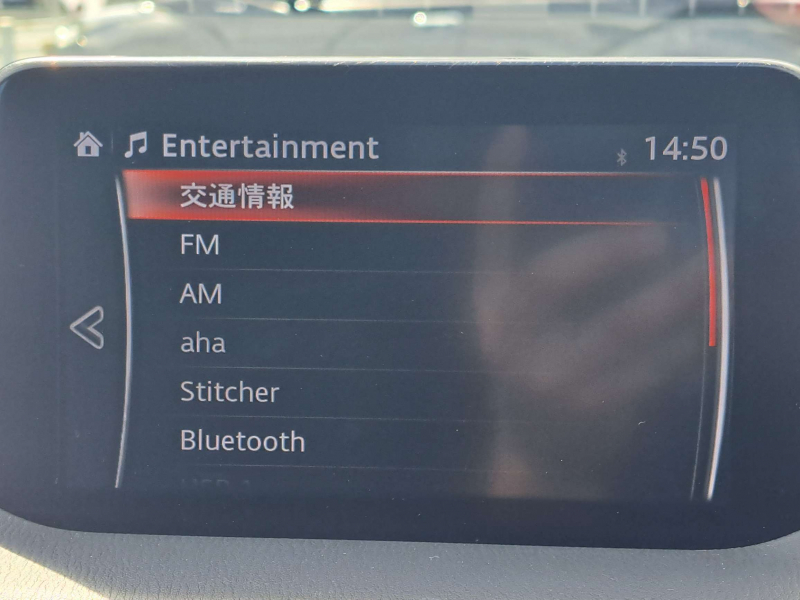 Entertainment 14:50
交通情報
FM
AM
aha
Stitcher
Bluetooth